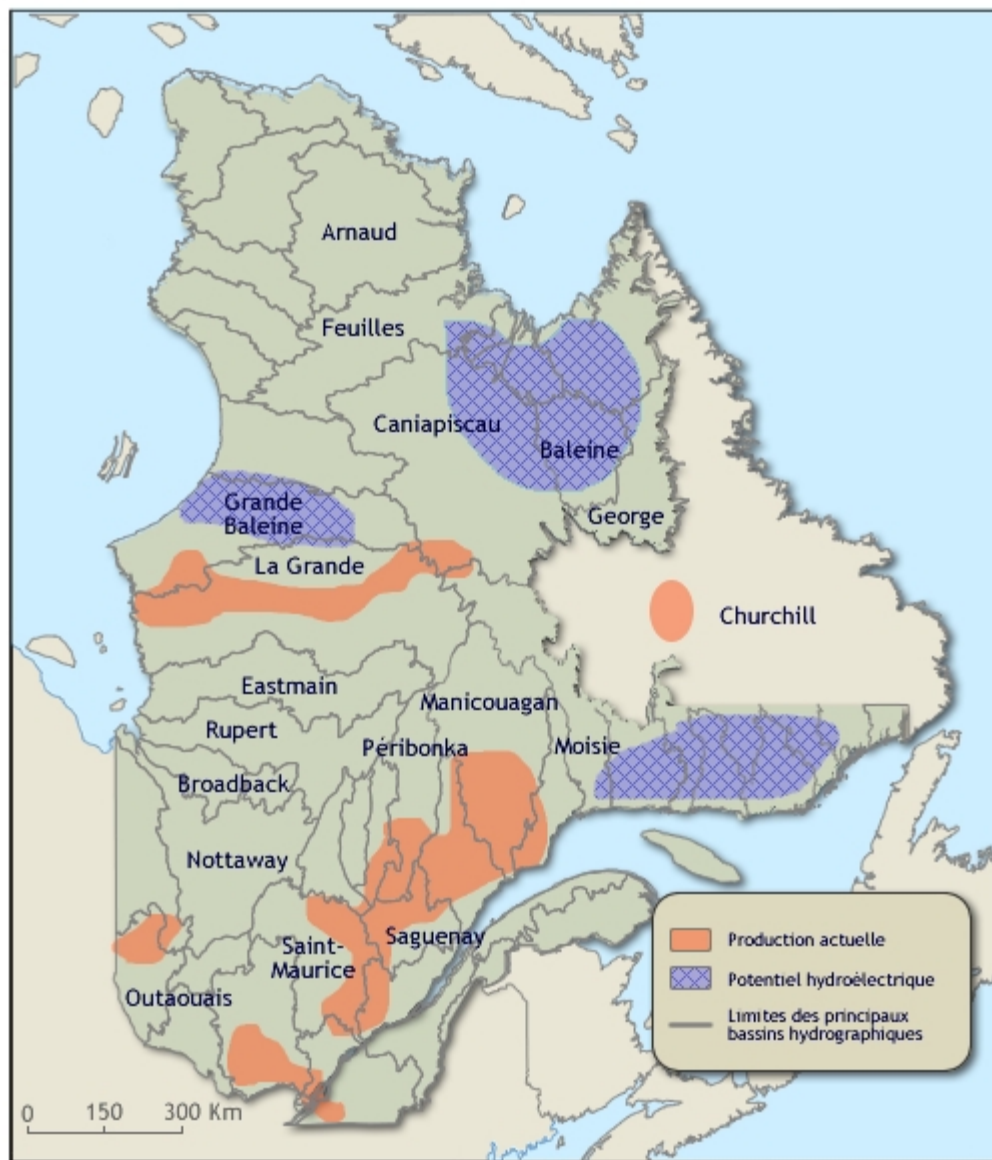 Arnaud
Feuilles
Caniapiscau
Baleine
Grande
Baleine
George
La Grande
Churchill
Eastmain
Manicouagan
Rupert
Péribonka
Moisie
Broadback
Nottaway
Saguenay
Saint-
Maurice
Outaouais
Production actuelle
Potentiel hydroélectrique
Limites des principaux
bassins hydrographiques
0 150 300 Km